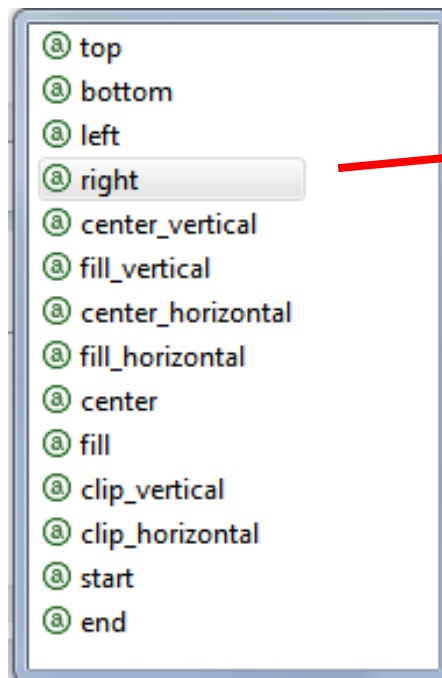 @ top
@ bottom
@ left
@ right
@ center_vertical
@ fill_vertical
@ center_horizontal
@ fill_horizontal
@ center
@ fill
@ clip_vertical
@ clip_horizontal
@ start
@ end